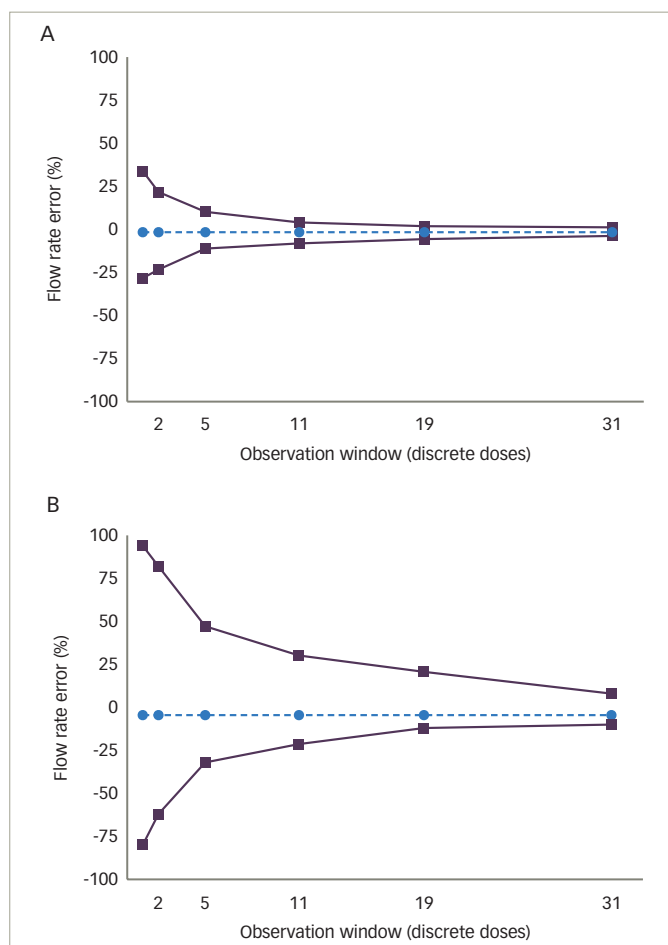 A
100
75
50
25
0
-25
-50
-75
-100
Flow rate error (%)
2 5 11 19 31
Observation window (discrete doses)
B
100
75
50
25
0
-25
-50
-75
-100
Flow rate error (%)
2 5 11 19 31
Observation window (discrete doses)